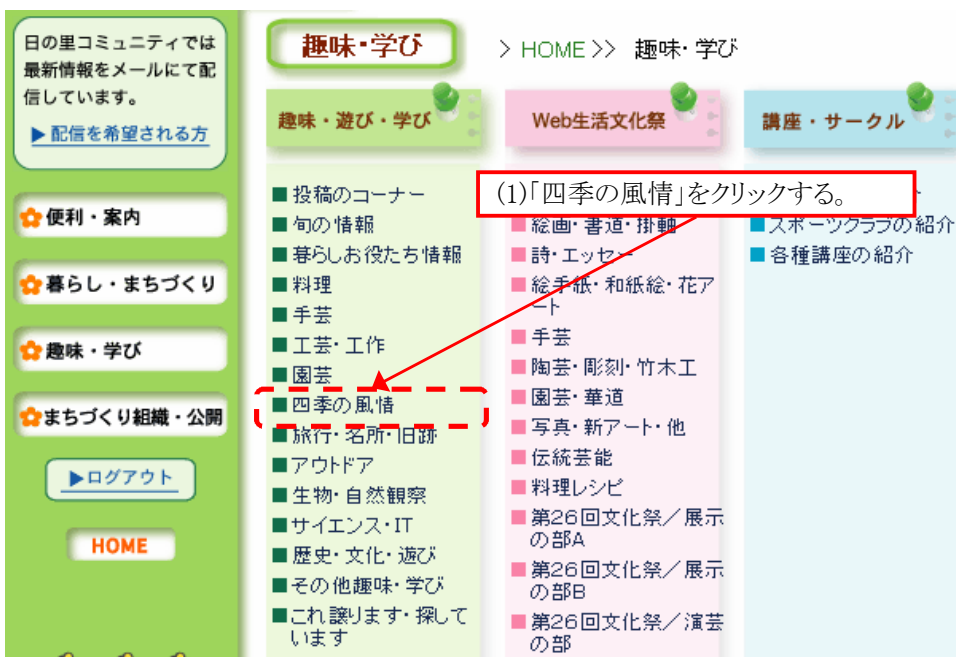 日の里コミュニティでは
最新情報をメールにて配
信しています。
▶配信を希望される方
便利・案内
暮らし・まちづくり
趣味・学び
まちづくり組織・公開
▶ログアウト
HOME
趣味・学び
> HOME >> 趣味・学び
趣味・遊び・学び
■投稿のコーナー
■旬の情報
■暮らしお役たち情報
■料理
■手芸
■工芸・工作
■園芸
■四季の風情
■旅行・名所・旧跡
■アウトドア
■生物・自然観察
■サイエンス・IT
■歴史・文化・遊び
■その他趣味・学び
■これ譲ります・探して
います
Web生活文化祭
(1)「四季の風情」をクリックする。
■絵画・書道・掛軸
■詩・エッセー
■絵手紙・和紙絵・花ア
ート
■手芸
■陶芸・彫刻・竹木工
■園芸・華道
■写真・新アート・他
■伝統芸能
■料理レシピ
■第26回文化祭／展示
の部A
■第26回文化祭／展示
の部B
■第26回文化祭／演芸
の部
講座・サークル
■スポーツクラブの紹介
■各種講座の紹介